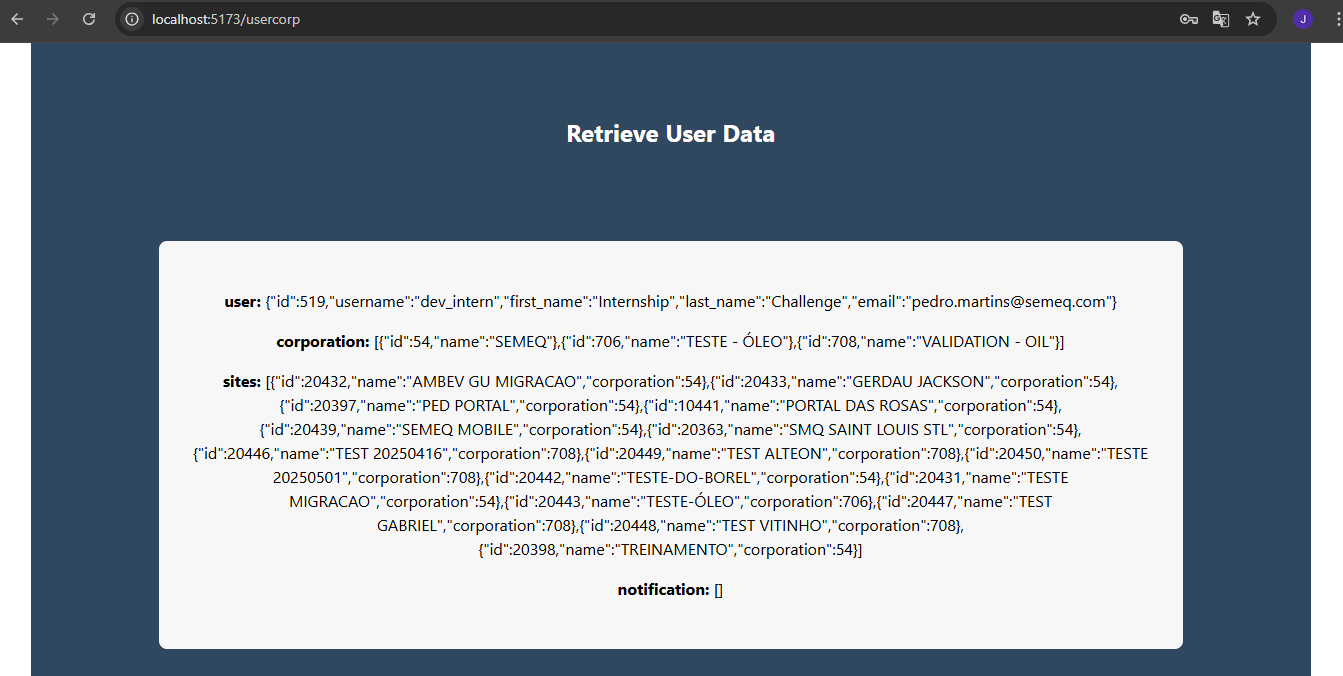 localhost:5173/usercorp
J
Retrieve User Data
user: {"id":519,"username":"dev_intern","first_name":"Internship","last_name":"Challenge","email":"pedro.martins@semeq.com"}
corporation: [{"id":54,"name":"SEMEQ"},{"id":706,"name":"TESTE - ÓLEO"},{"id":708,"name":"VALIDATION - OIL"}]
sites: [{"id":20432,"name":"AMBEV GU MIGRACAO","corporation":54},{"id":20433,"name":"GERDAU JACKSON","corporation":54},
{"id":20397,"name":"PED PORTAL","corporation":54},{"id":10441,"name":"PORTAL DAS ROSAS","corporation":54},
{"id":20439,"name":"SEMEQ MOBILE","corporation":54},{"id":20363,"name":"SMQ SAINT LOUIS STL","corporation":54},
{"id":20446,"name":"TEST 20250416","corporation":708},{"id":20449,"name":"TEST ALTEON","corporation":708},{"id":20450,"name":"TESTE
20250501","corporation":708},{"id":20442,"name":"TESTE-DO-BOREL","corporation":54},{"id":20431,"name":"TESTE
MIGRACAO","corporation":54},{"id":20443,"name":"TESTE-ÓLEO","corporation":706},{"id":20447,"name":"TEST
GABRIEL","corporation":708},{"id":20448,"name":"TEST VITINHO","corporation":708},
{"id":20398,"name":"TREINAMENTO","corporation":54}]
notification: []